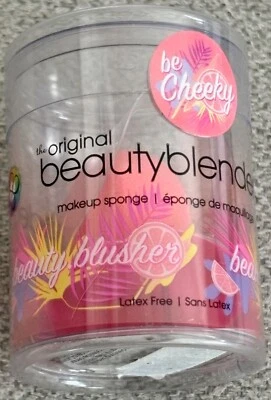 be
Cheeky
the original
beautyblende
makeup sponge | éponge de maquilla
beauty.blusher
bea
Latex Free | Sans Latex